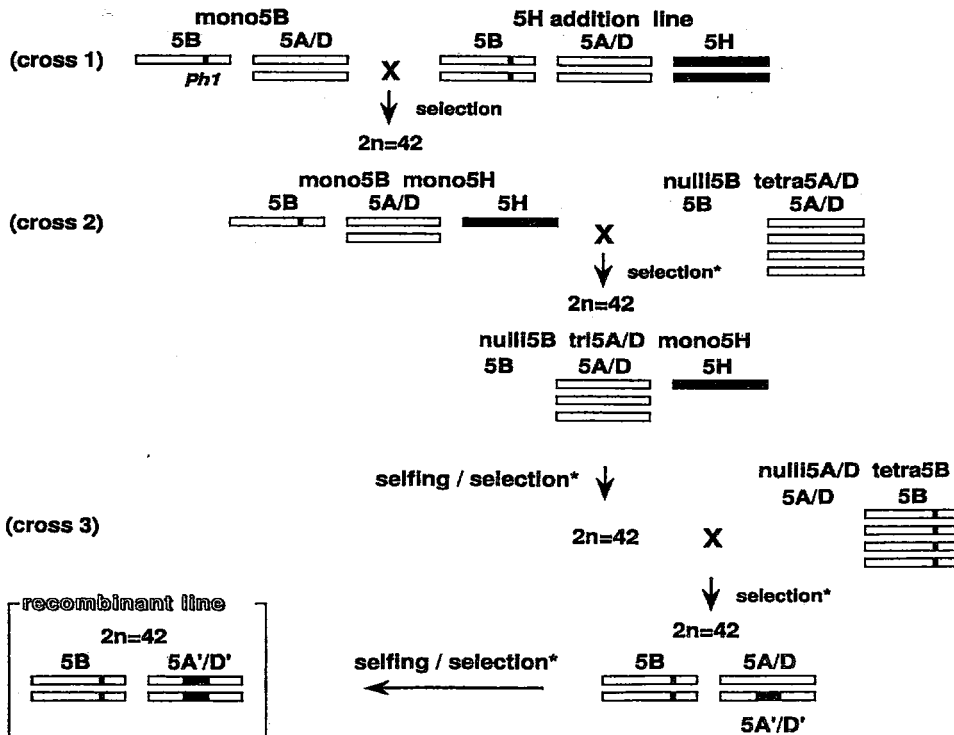 mono5B 5H addition line
5B 5A/D 5B 5A/D 5H
(cross 1)
Ph1 X
selection
2n=42
mono5B mono5H nulli5B tetra5A/D
5B 5A/D 5H 5B 5A/D
(cross 2)
X
selection*
2n=42
nulli5B tri5A/D mono5H
5B 5A/D 5H
selfing / selection* nulli5A/D tetra5B
5A/D 5B
(cross 3) 2n=42 X
selection*
recombinant line
2n=42 2n=42
5B 5A'/D' selfing / selection* 5B 5A/D
5A'/D'